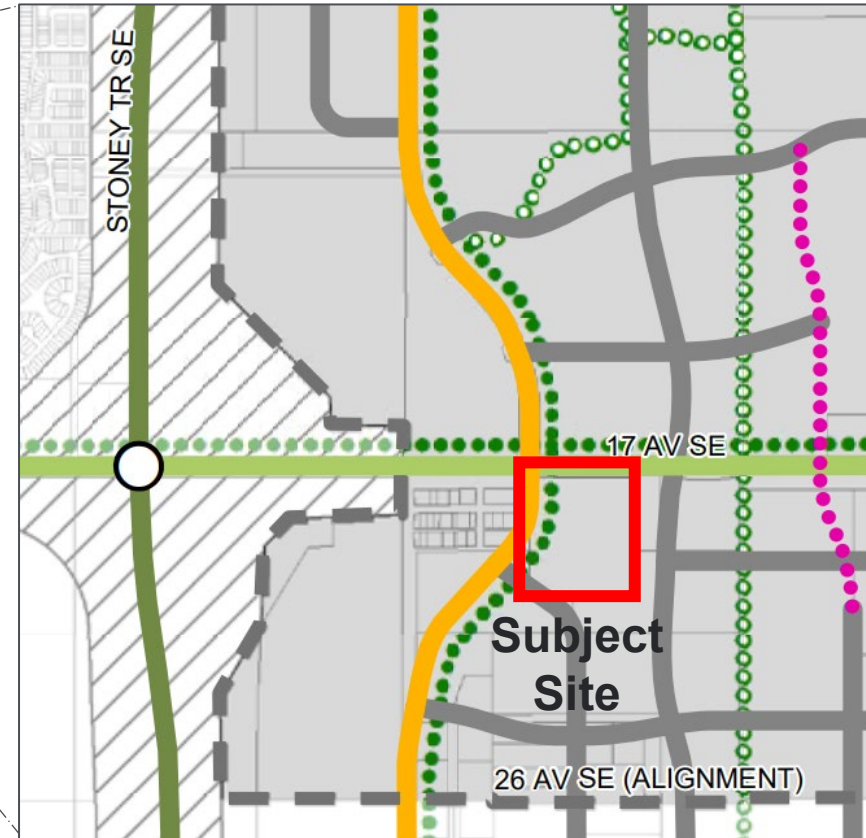 STONEY TR SE
17 AV SE
Subject
Site
26 AV SE (ALIGNMENT)